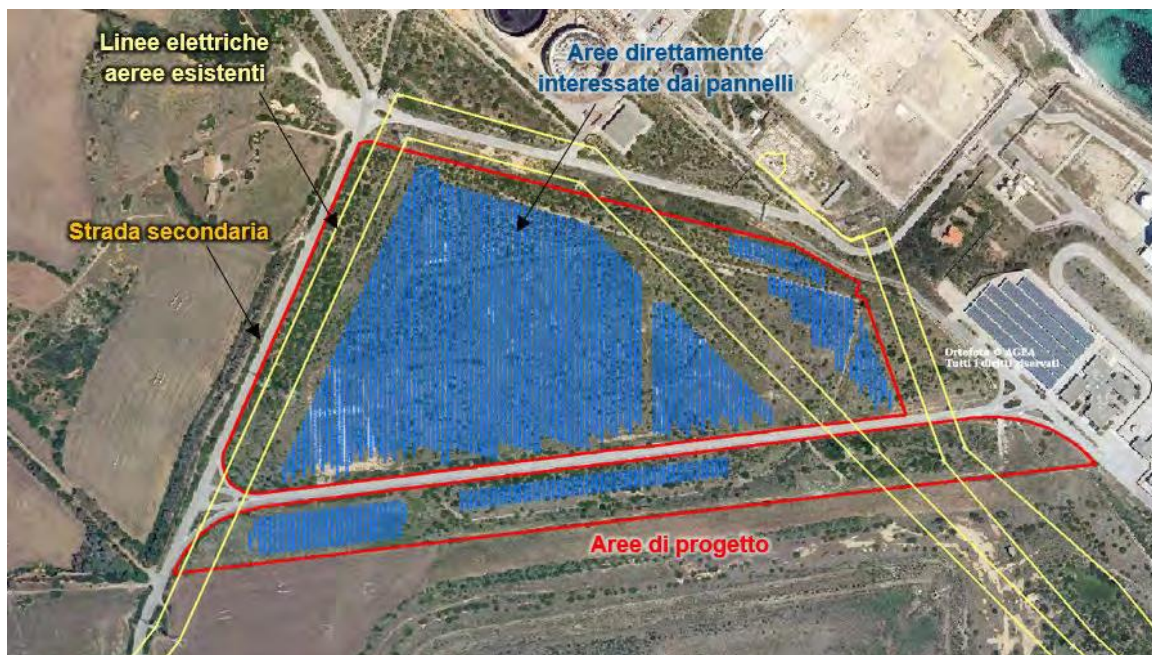 Linee elettriche
aeree esistenti
Aree direttamente
interessate dai pannelli
Strada secondaria
Ortofoto © AGEA
Tutti i diritti riservati
Aree di progetto